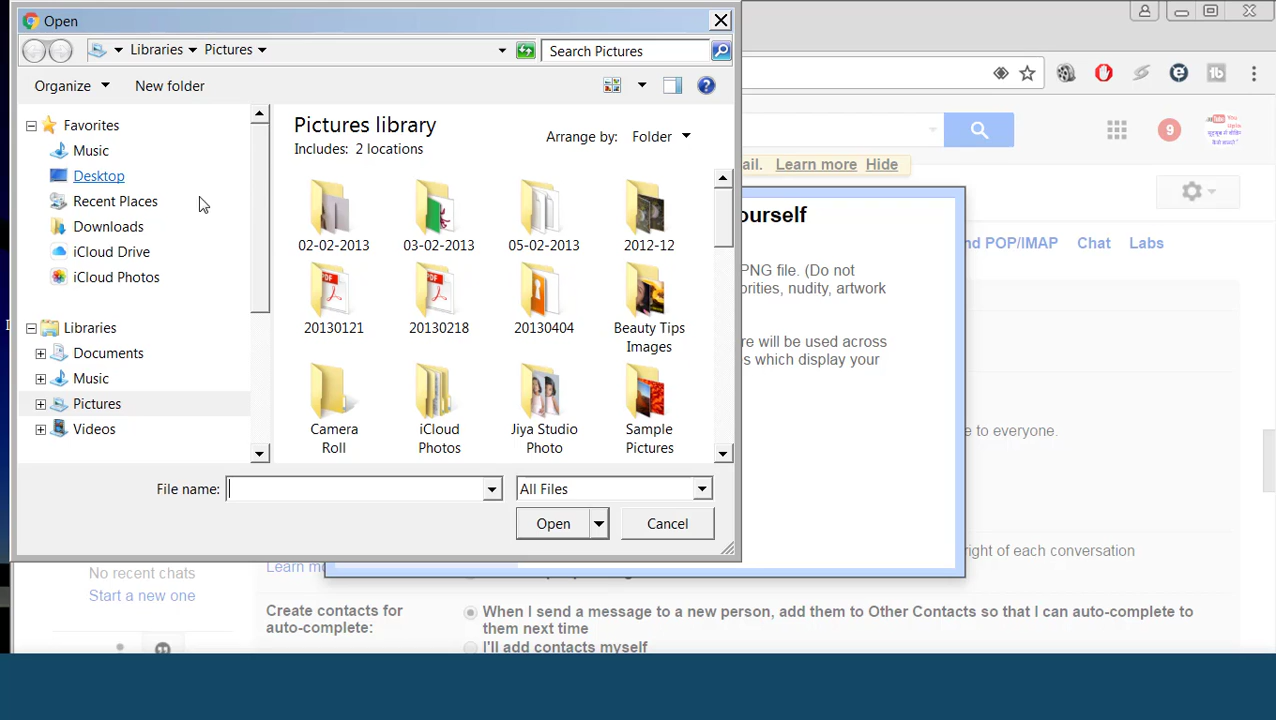 Open
Libraries
Pictures
Search Pictures
Organize
New folder
Favorites
Music
Desktop
Recent Places
Downloads
iCloud Drive
iCloud Photos
Libraries
Documents
Music
Pictures
Videos
Pictures library
Includes: 2 locations
Arrange by: Folder
02-02-2013
03-02-2013
05-02-2013
2012-12
20130121
20130218
20130404
Beauty Tips
Images
Camera
Roll
iCloud
Photos
Jiya Studio
Photo
Sample
Pictures
File name:
All Files
Open
Cancel
9
ail. Learn more Hide
ourself
nd POP/IMAP Chat Labs
PNG file. (Do not
orities, nudity, artwork
re will be used across
s which display your
e to everyone.
right of each conversation
No recent chats
Start a new one
Learn m
Create contacts for
auto-complete:
When I send a message to a new person, add them to Other Contacts so that I can auto-complete to
them next time
I'll add contacts myself